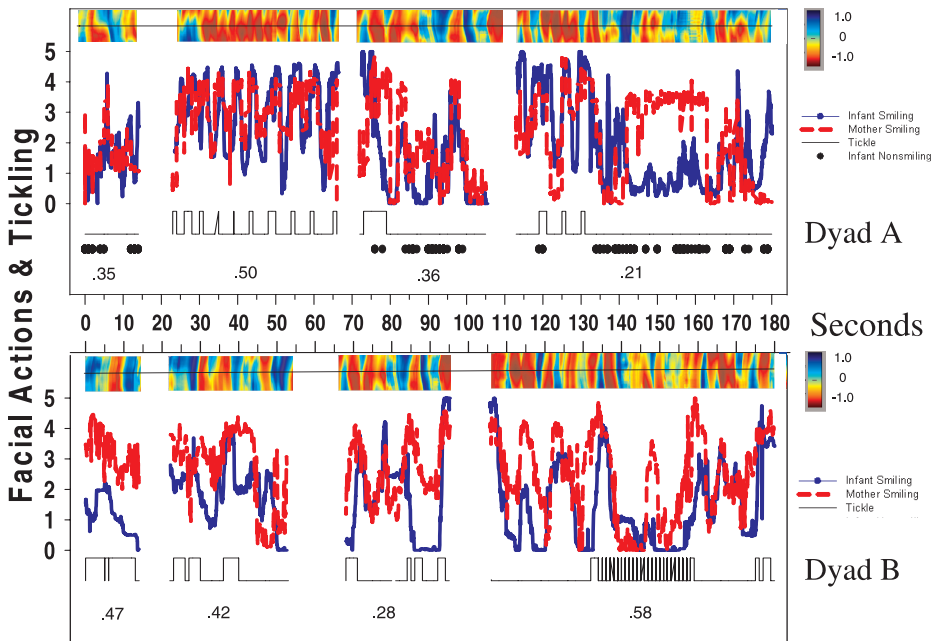 Facial Actions & Tickling
1.0
0
-1.0
5
4
3
2
1
0
Infant Smiling
Mother Smiling
Tickle
Infant Nonsmiling
Dyad A
.35 .50 .36 .21
0 10 20 30 40 50 60 70 80 90 100 110 120 130 140 150 160 170 180
Seconds
1.0
0
-1.0
5
4
3
2
1
0
Infant Smiling
Mother Smiling
Tickle
Dyad B
.47 .42 .28 .58